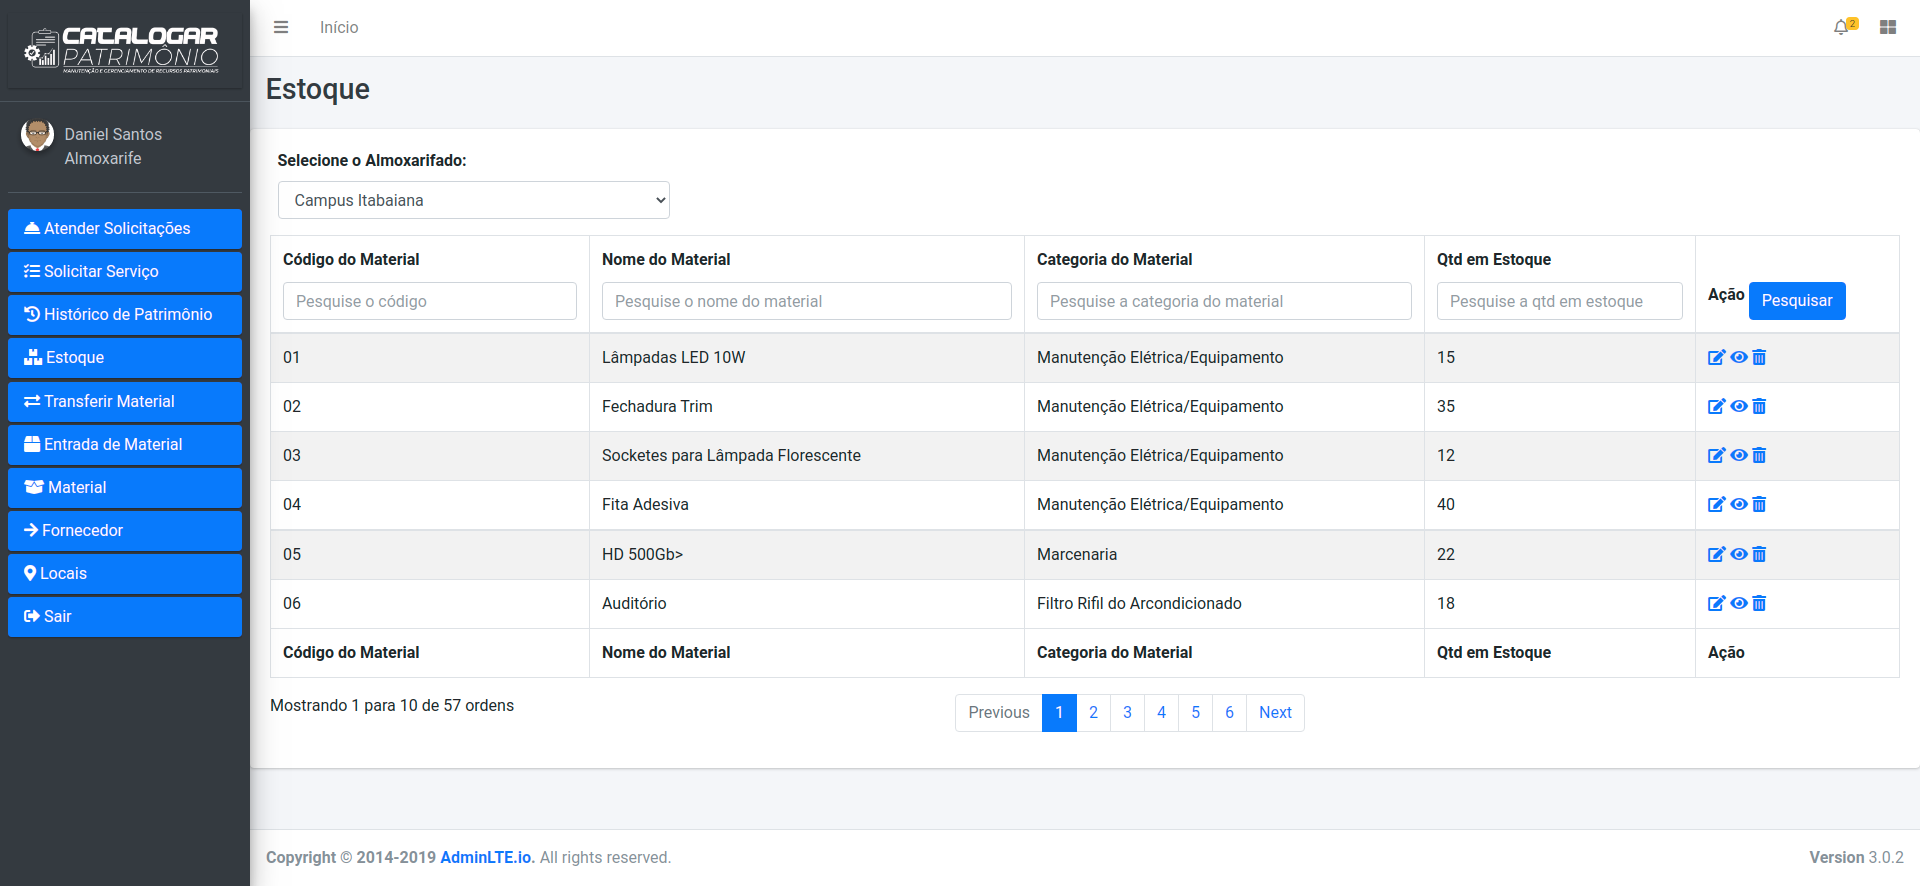 CATALOGAR
PATRIMÔNIO
MANUTENÇÃO E GERENCIAMENTO DE RECURSOS PATRIMONIAIS
Início
2
Daniel Santos
Almoxarife
Atender Solicitações
Solicitar Serviço
Histórico de Patrimônio
Estoque
Transferir Material
Entrada de Material
Material
Fornecedor
Locais
Sair
Estoque
Selecione o Almoxarifado:
Campus Itabaiana
Código do Material Nome do Material Categoria do Material Qtd em Estoque
Pesquise o código Pesquise o nome do material Pesquise a categoria do material Pesquise a qtd em estoque Ação Pesquisar
01 Lâmpadas LED 10W Manutenção Elétrica/Equipamento 15
02 Fechadura Trim Manutenção Elétrica/Equipamento 35
03 Socketes para Lâmpada Florescente Manutenção Elétrica/Equipamento 12
04 Fita Adesiva Manutenção Elétrica/Equipamento 40
05 HD 500Gb> Marcenaria 22
06 Auditório Filtro Rifil do Arcondicionado 18
Código do Material Nome do Material Categoria do Material Qtd em Estoque Ação
Mostrando 1 para 10 de 57 ordens
Previous 1 2 3 4 5 6 Next
Copyright © 2014-2019 AdminLTE.io. All rights reserved.
Version 3.0.2